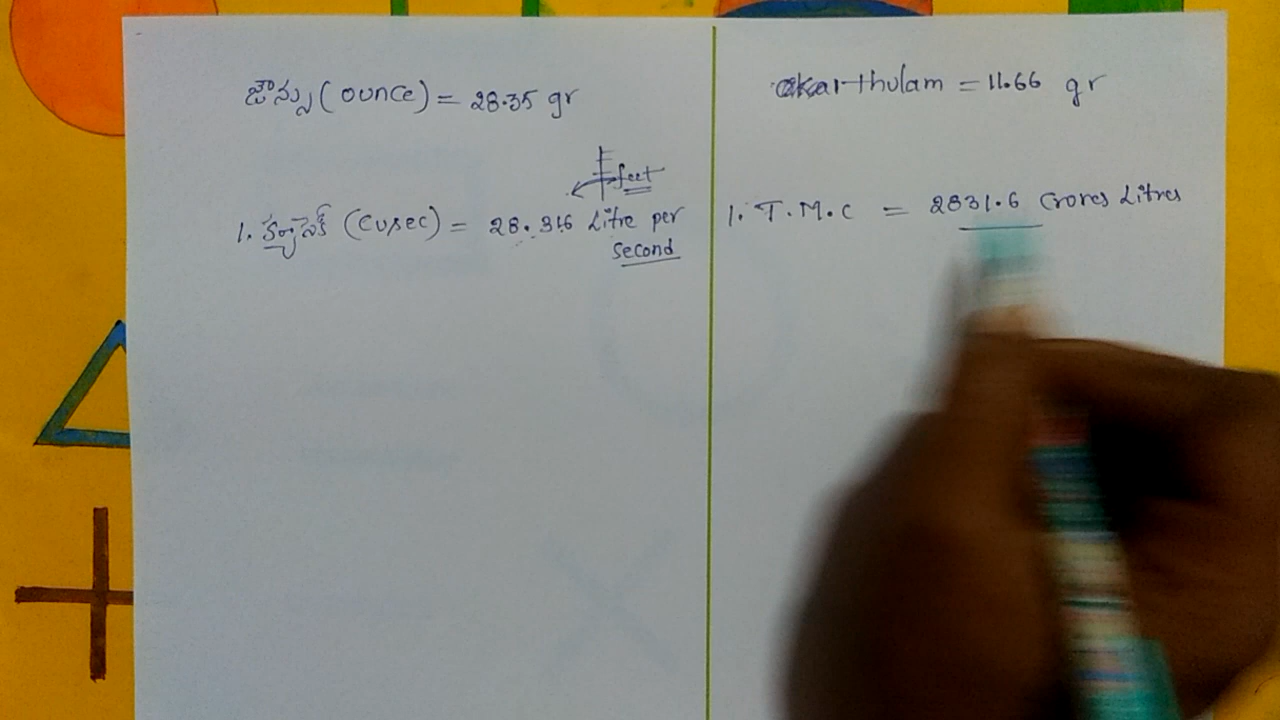 ఔన్సు (ounce) = 28.35 gr
feet
1. క్యూసెక్ (cusec) = 28.316 Litre per
second
thulam = 11.66 gr
1. T.M.C = 2831.6 Crores Litres